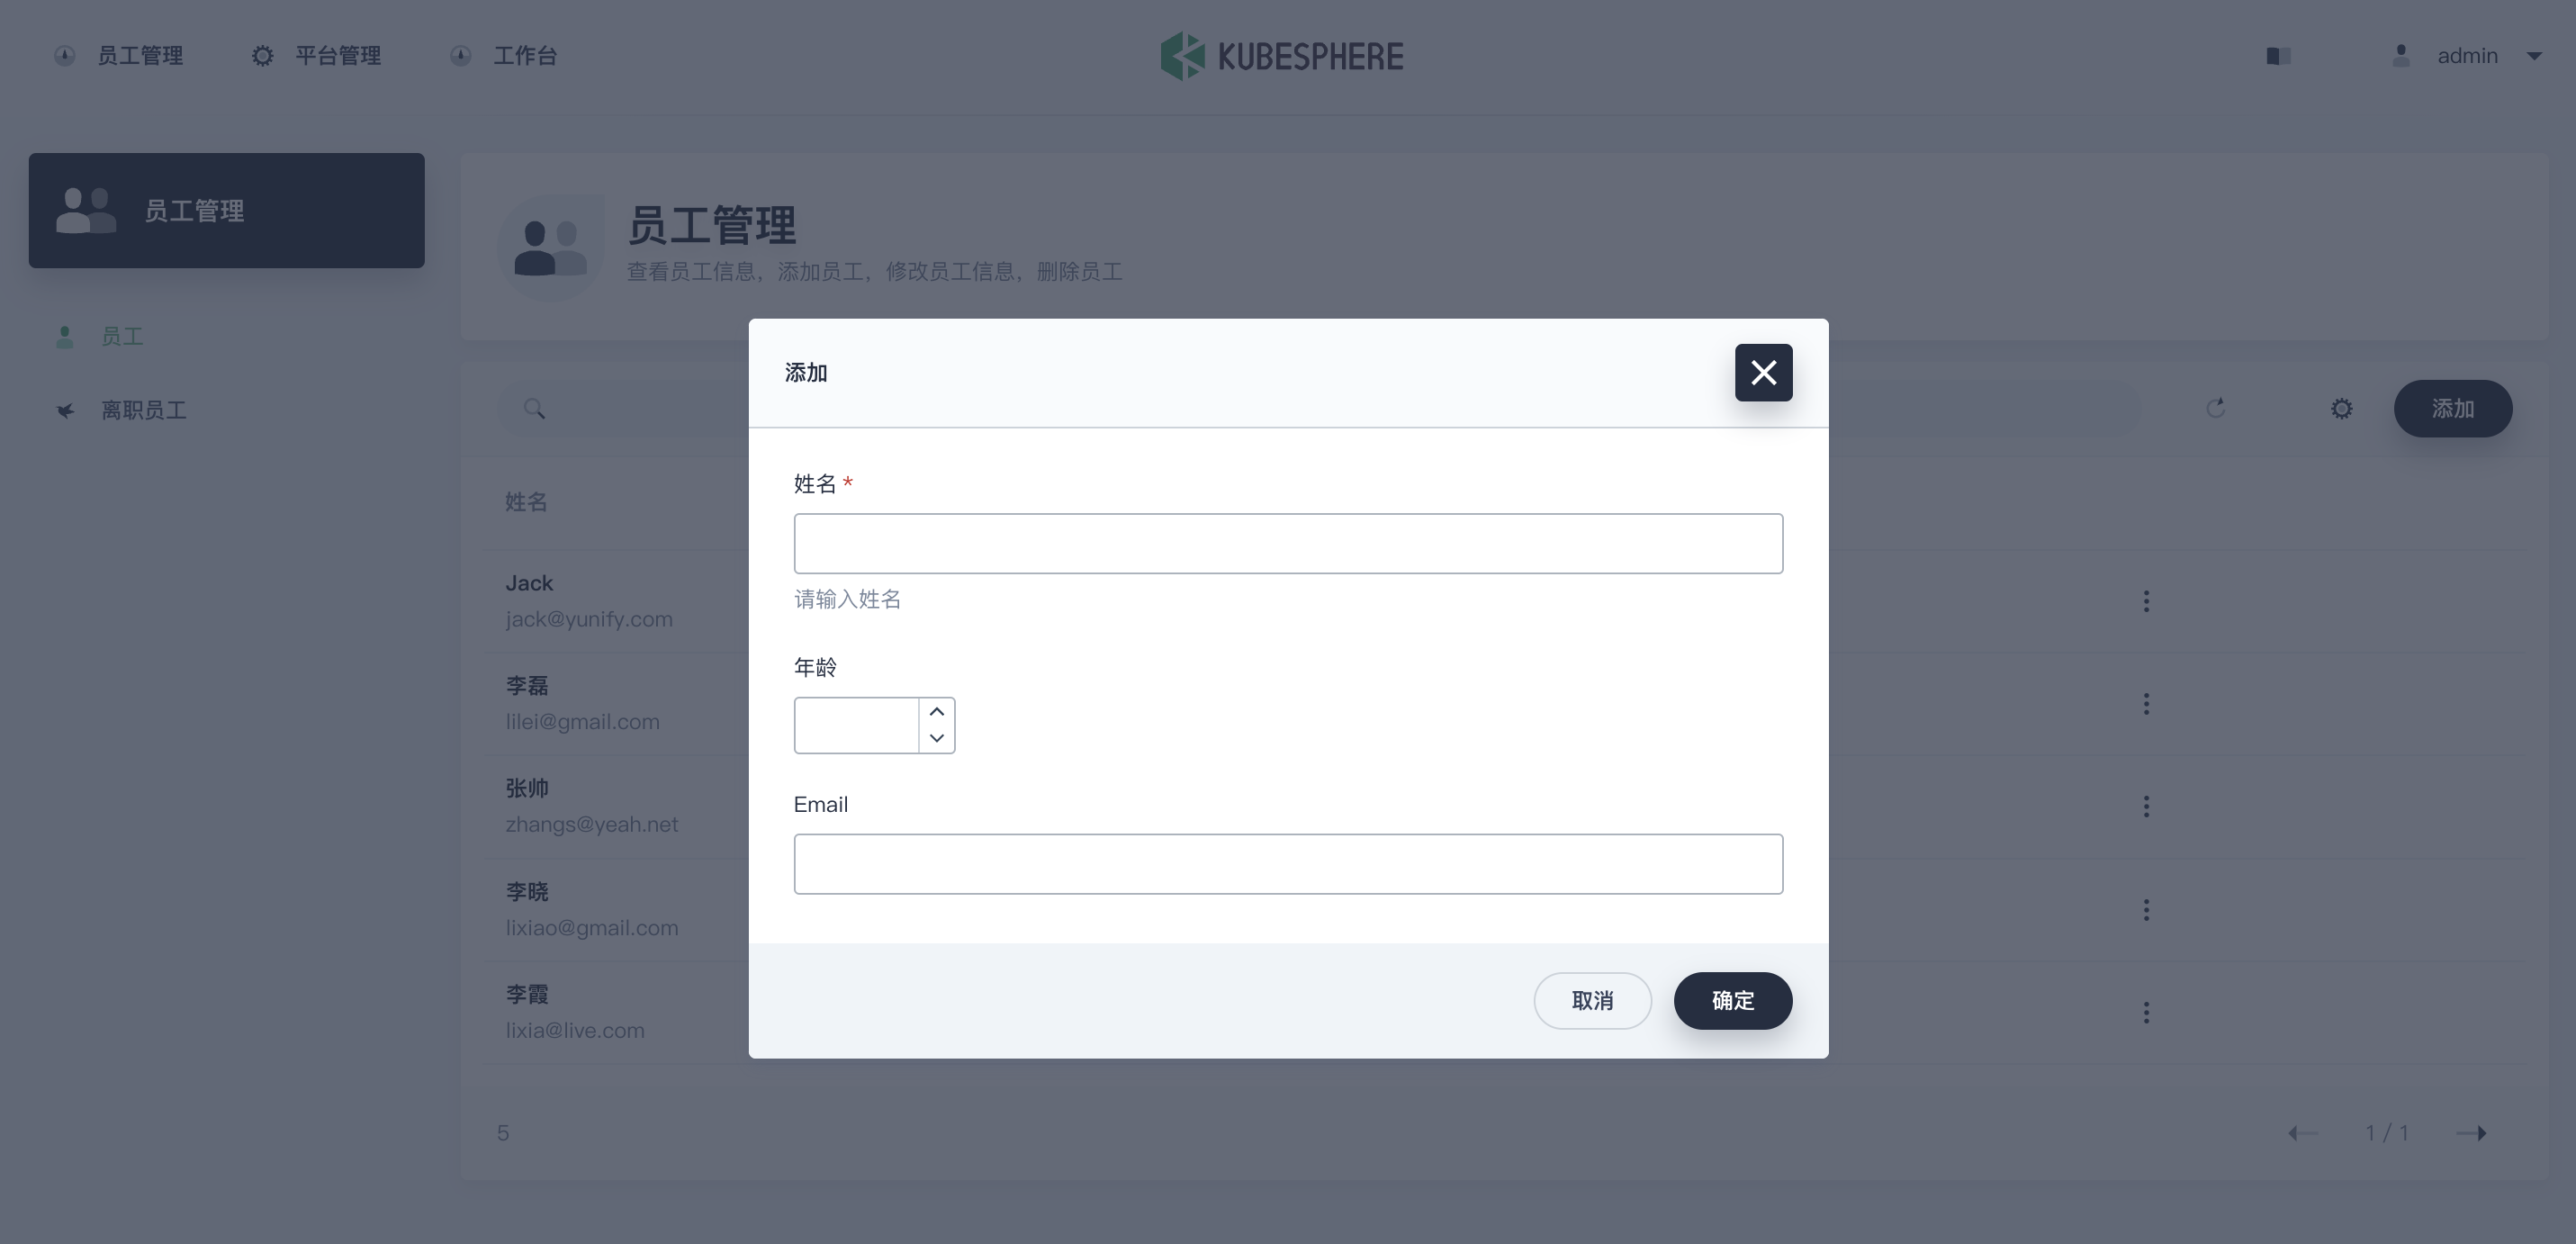 员工管理
平台管理
工作台
KUBESPHERE
admin
员工管理
员工
离职员工
员工管理
查看员工信息，添加员工，修改员工信息，删除员工
添加
姓名
Jack
jack@yunify.com
李磊
lilei@gmail.com
张帅
zhangs@yeah.net
李晓
lixiao@gmail.com
李霞
lixia@live.com
5
1 / 1
添加
姓名 *
请输入姓名
年龄
Email
取消
确定